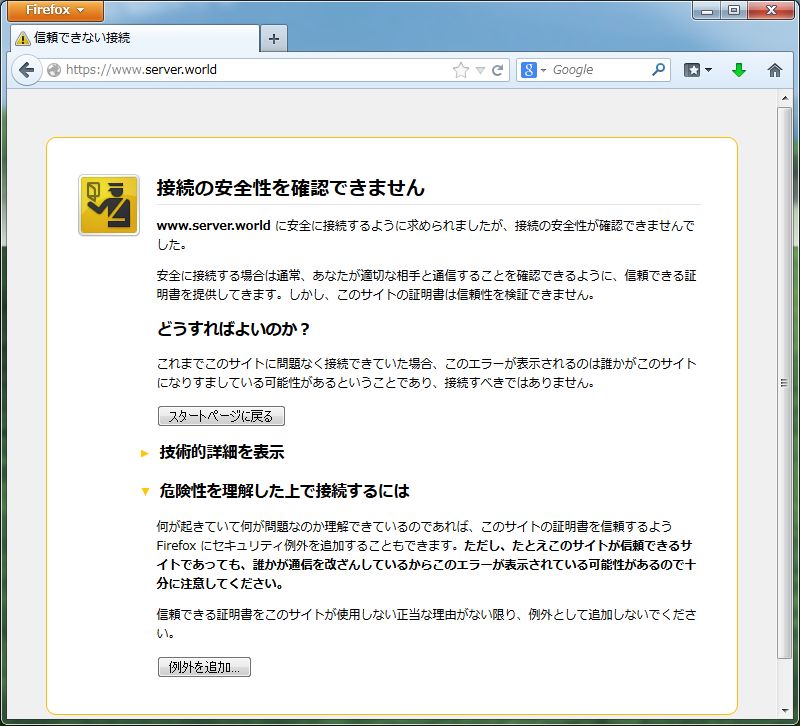 Firefox
信頼できない接続
https://www.server.world
Google
接続の安全性を確認できません
www.server.world に安全に接続するように求められましたが、接続の安全性が確認できませんで
した。
安全に接続する場合は通常、あなたが適切な相手と通信することを確認できるように、信頼できる証
明書を提供してきます。しかし、このサイトの証明書は信頼性を検証できません。
どうすればよいのか？
これまでこのサイトに問題なく接続できていた場合、このエラーが表示されるのは誰かがこのサイト
になりすましている可能性があるということであり、接続すべきではありません。
スタートページに戻る
技術的詳細を表示
危険性を理解した上で接続するには
何が起きていて何が問題なのか理解できているのであれば、このサイトの証明書を信頼するよう
Firefox にセキュリティ例外を追加することもできます。ただし、たとえこのサイトが信頼できるサ
イトであっても、誰かが通信を改ざんしているからこのエラーが表示されている可能性があるので十
分に注意してください。
信頼できる証明書をこのサイトが使用しない正当な理由がない限り、例外として追加しないでくださ
い。
例外を追加...